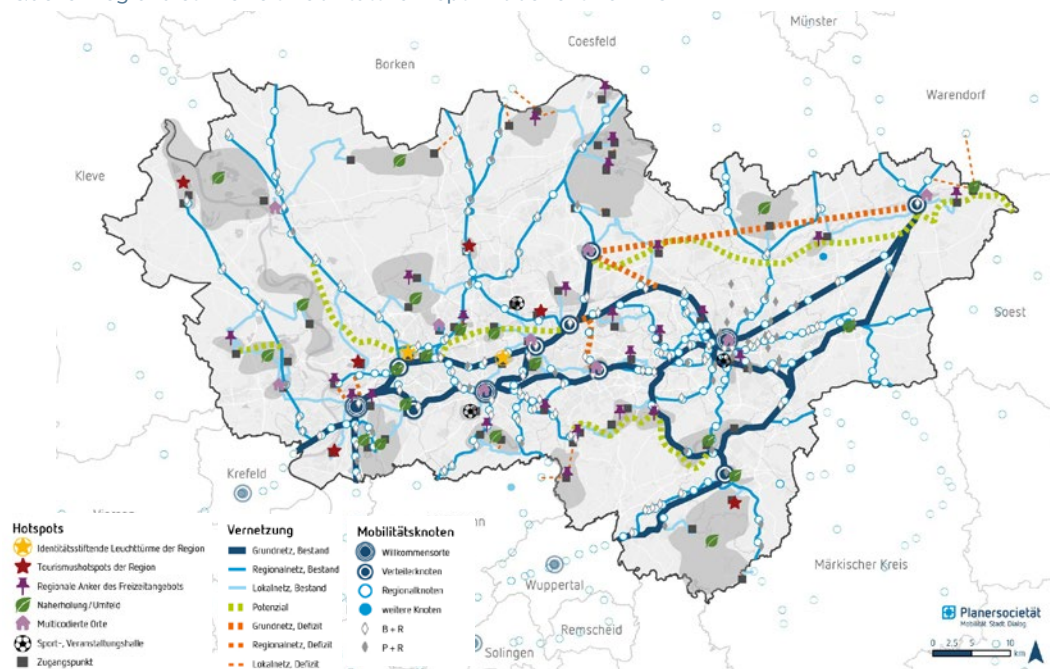 Münster
Coesfeld
Borken
Warendorf
Kleve
Soest
Krefeld
Wuppertal
Märkischer Kreis
Remscheid
Solingen
Hotspots
Identitätsstiftende Leuchttürme der Region
Tourismushotspots der Region
Regionale Anker des Freizeitangebots
Naherholung/Umfeld
Multicodierte Orte
Sport-, Veranstaltungshalle
Zugangspunkt
Vernetzung
Grundnetz, Bestand
Regionalnetz, Bestand
Lokalnetz, Bestand
Potenzial
Grundnetz, Defizit
Regionalnetz, Defizit
Lokalnetz, Defizit
Mobilitätsknoten
Willkommensorte
Verteilerknoten
Regionalknoten
weitere Knoten
B + R
P + R
Planersocietät
Mobilität. Stadt. Dialog.
0 2,5 5 10
km